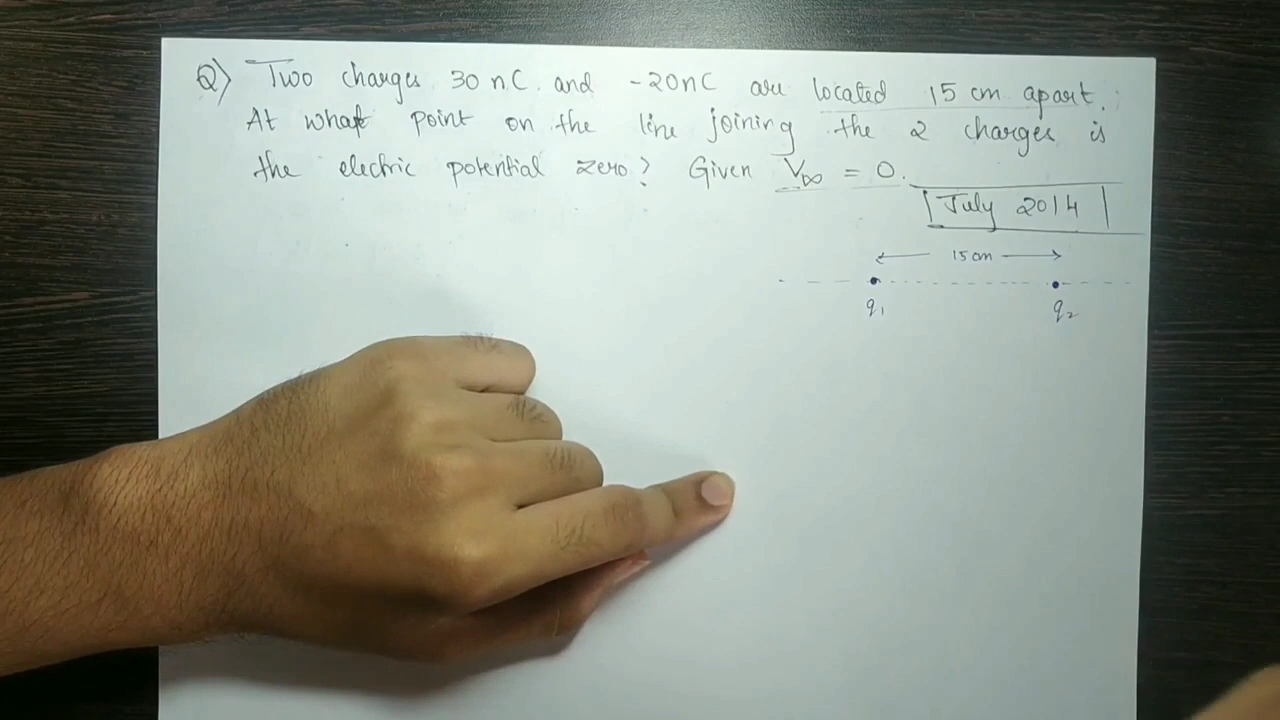 Q) Two charges 30 nC and -20nC are located 15 cm apart.
At what point on the line joining the 2 charges is
the electric potential zero? Given V∞ = 0.
July 2014
15 cm
q₁ q₂